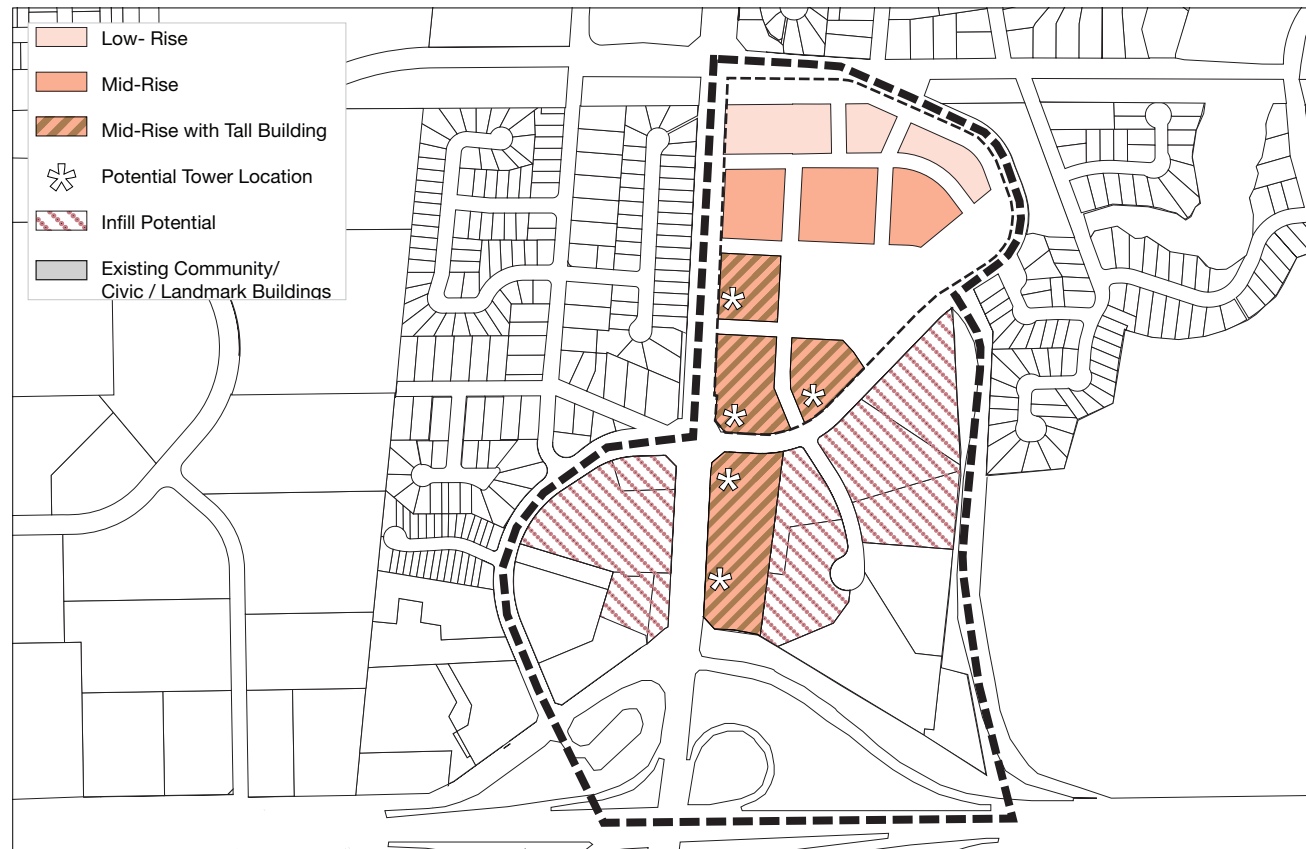 Low- Rise
Mid-Rise
Mid-Rise with Tall Building
Potential Tower Location
Infill Potential
Existing Community/
Civic / Landmark Buildings